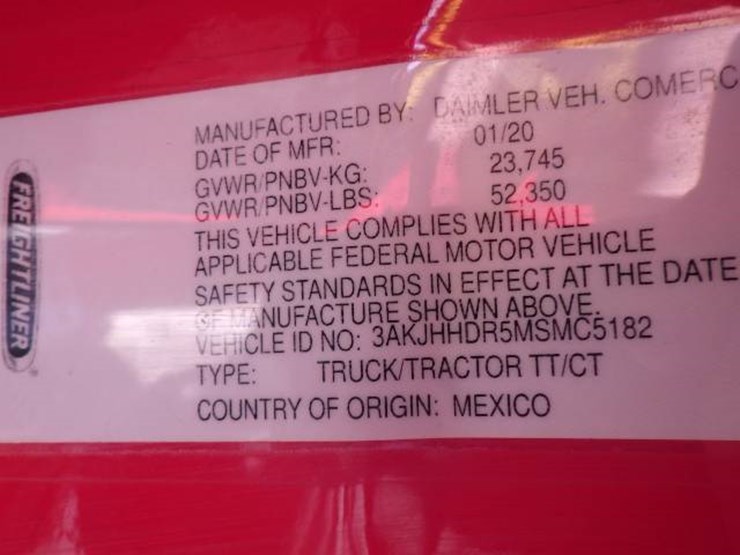 FREIGHTLINER
MANUFACTURED BY: DAIMLER VEH. COMERC
DATE OF MFR: 01/20
GVWR/PNBV-KG: 23,745
GVWR/PNBV-LBS: 52,350
THIS VEHICLE COMPLIES WITH ALL
APPLICABLE FEDERAL MOTOR VEHICLE
SAFETY STANDARDS IN EFFECT AT THE DATE
OF MANUFACTURE SHOWN ABOVE.
VEHICLE ID NO: 3AKJHHDR5MSMC5182
TYPE: TRUCK/TRACTOR TT/CT
COUNTRY OF ORIGIN: MEXICO